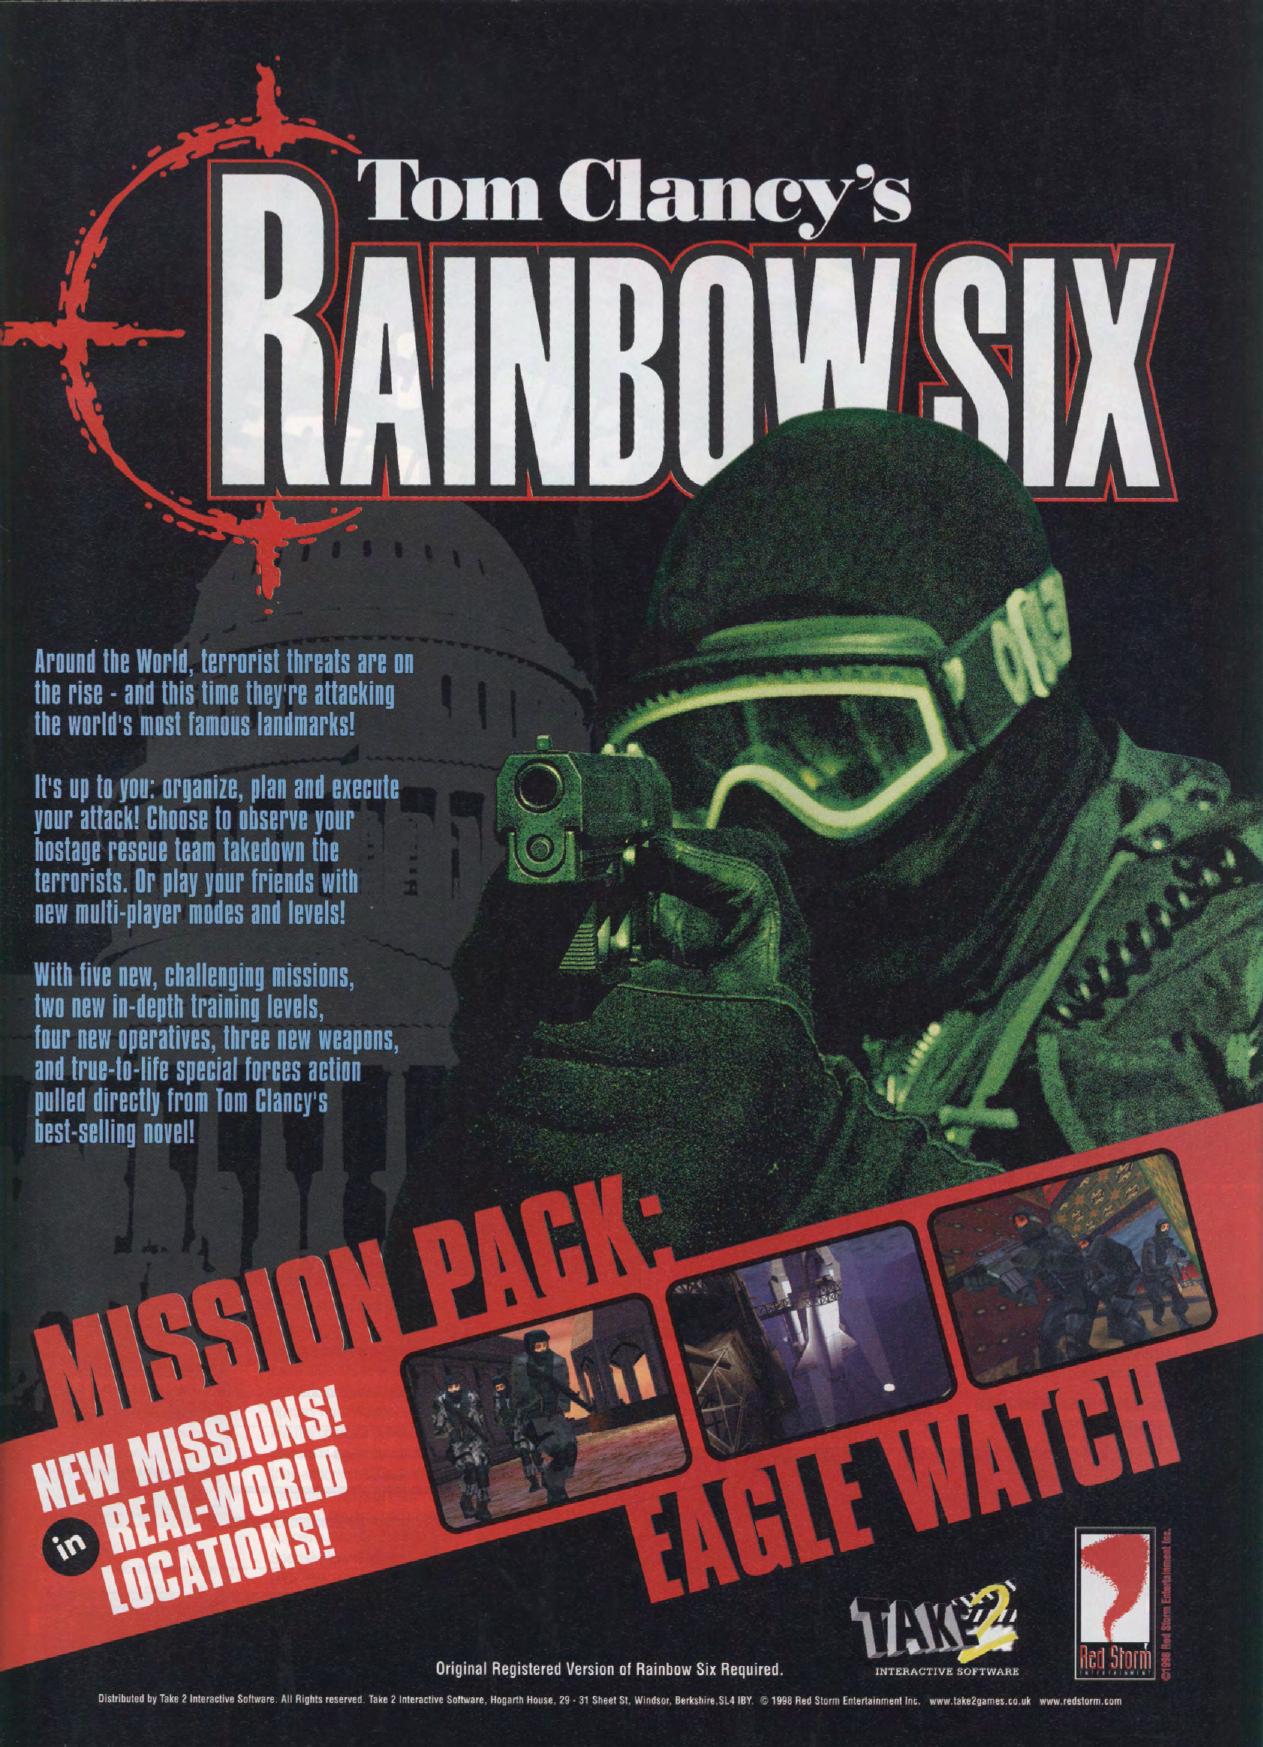 Tom Clancy's
RAINBOW SIX
Around the World, terrorist threats are on
the rise - and this time they're attacking
the world's most famous landmarks!
It's up to you: organize, plan and execute
your attack! Choose to observe your
hostage rescue team takedown the
terrorists. Or play your friends with
new multi-player modes and levels!
With five new, challenging missions,
two new in-depth training levels,
four new operatives, three new weapons,
and true-to-life special forces action
pulled directly from Tom Clancy's
best-selling novel!
MISSION PACK:
EAGLE WATCH
NEW MISSIONS!
in REAL-WORLD
LOCATIONS!
TAKE 2
INTERACTIVE SOFTWARE
Red Storm
ENTERTAINMENT
©1998 Red Storm Entertainment Inc.
Original Registered Version of Rainbow Six Required.
Distributed by Take 2 Interactive Software. All Rights reserved. Take 2 Interactive Software, Hogarth House, 29 - 31 Sheet St, Windsor, Berkshire,SL4 IBY. © 1998 Red Storm Entertainment Inc. www.take2games.co.uk www.redstorm.com